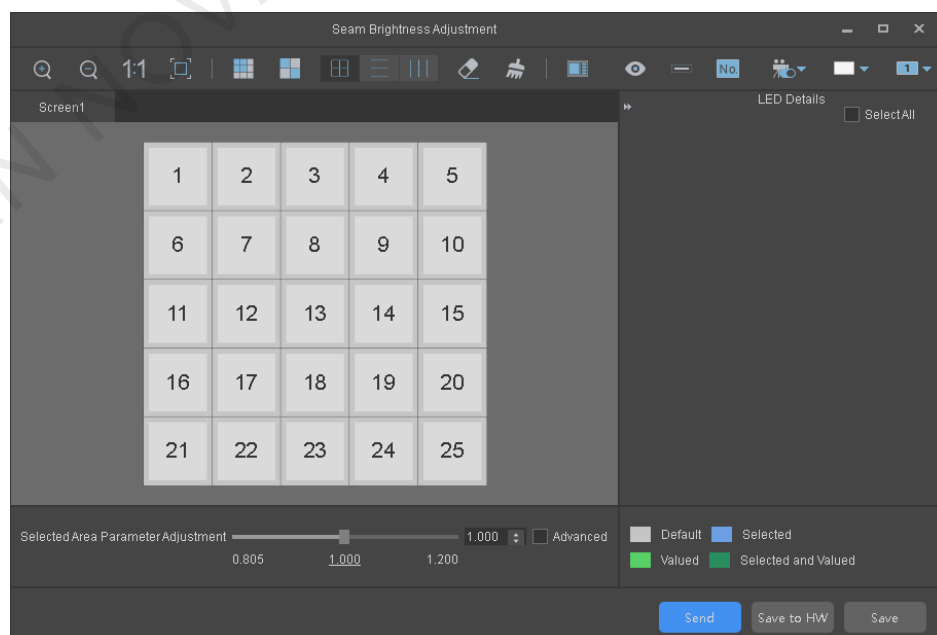 Seam Brightness Adjustment
1:1
No.
1
Screen1
LED Details
Select All
1 2 3 4 5
6 7 8 9 10
11 12 13 14 15
16 17 18 19 20
21 22 23 24 25
Selected Area Parameter Adjustment 1.000 Advanced
0.805 1.000 1.200
Default Selected
Valued Selected and Valued
Send Save to HW Save